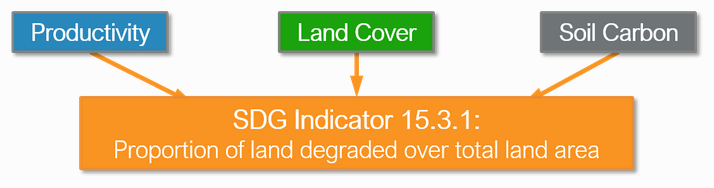 Productivity
Land Cover
Soil Carbon
SDG Indicator 15.3.1:
Proportion of land degraded over total land area